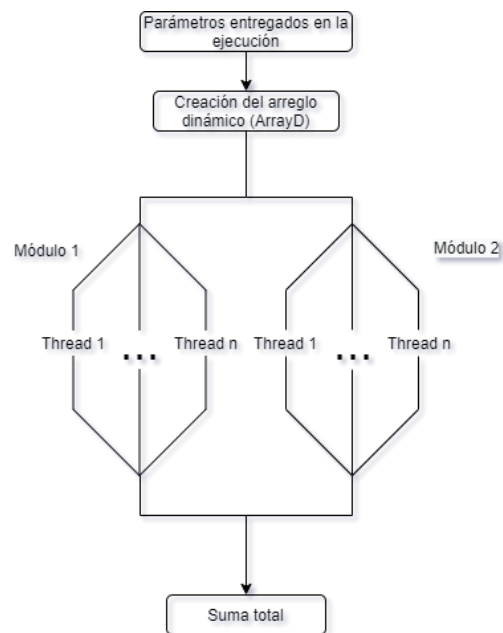 Parámetros entregados en la
ejecución
Creación del arreglo
dinámico (ArrayD)
Módulo 1
Módulo 2
Thread 1
...
Thread n
Thread 1
...
Thread n
Suma total